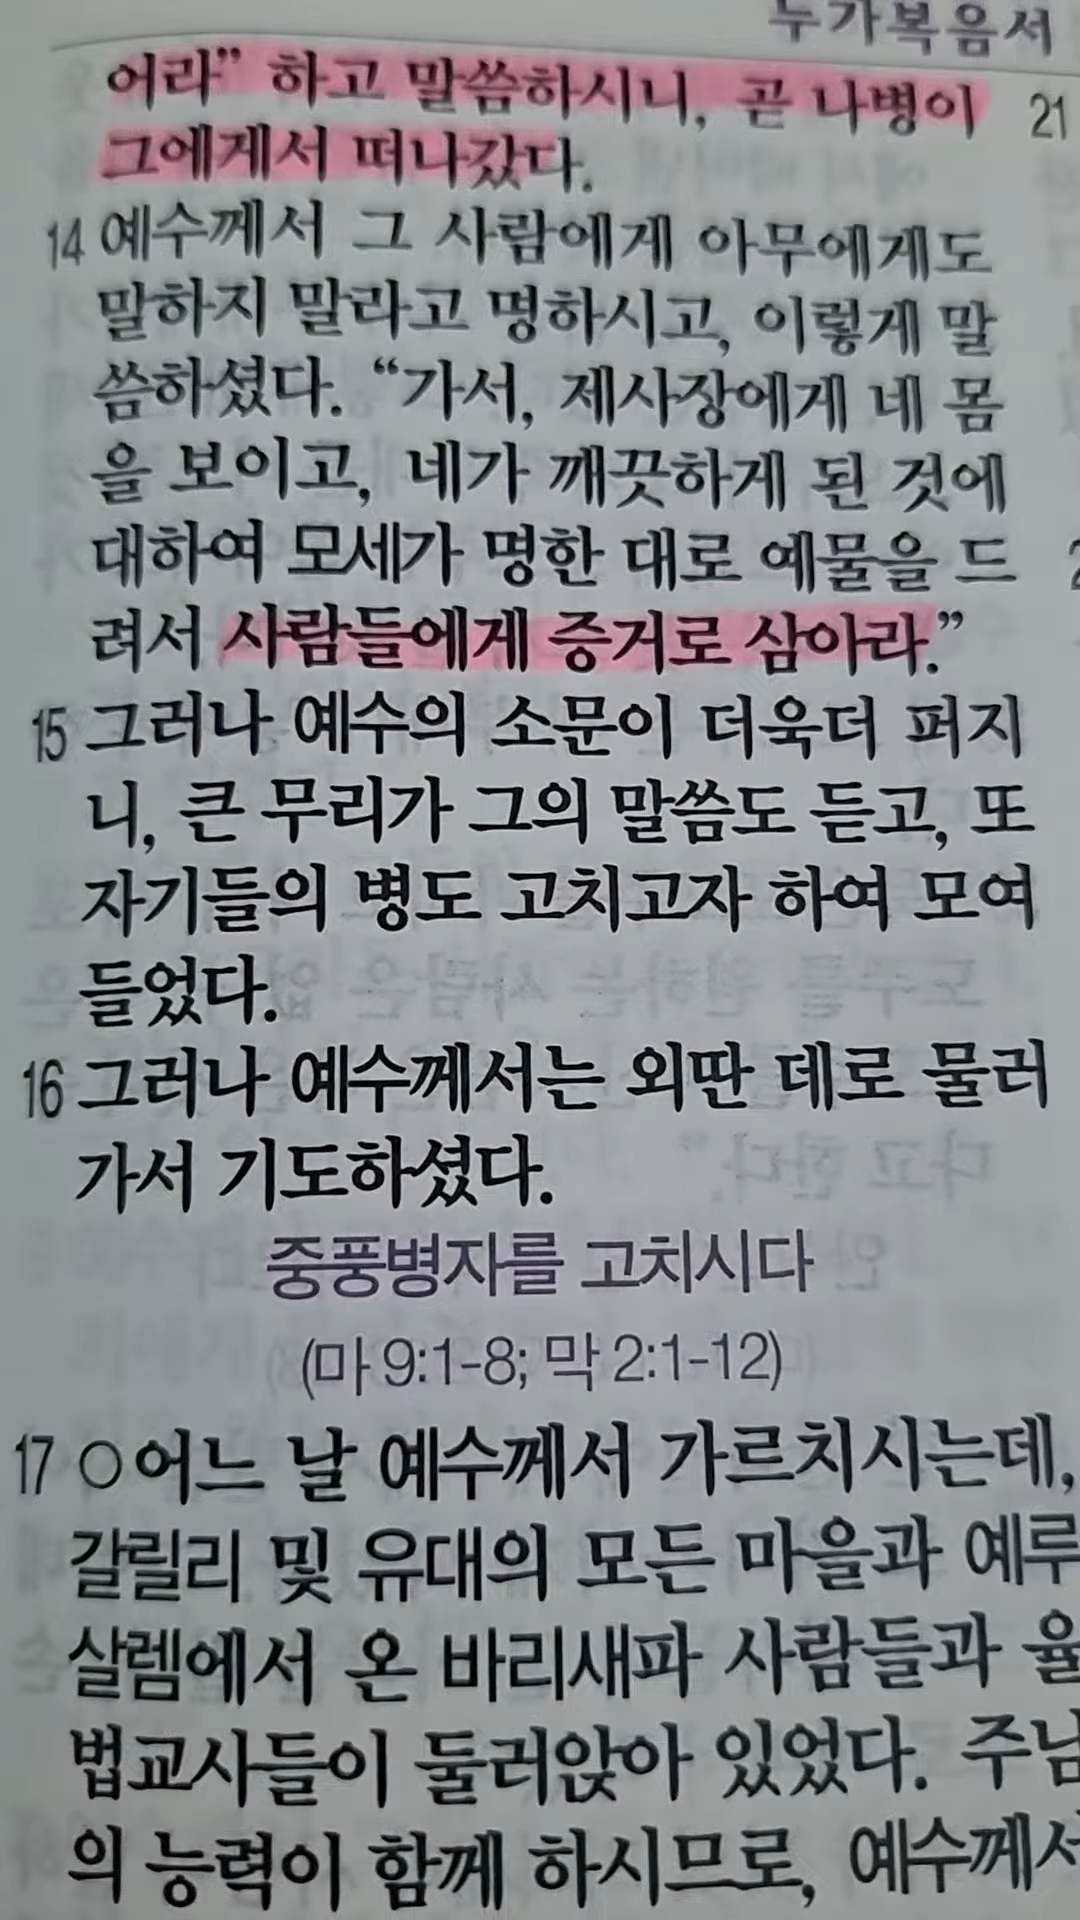 누가복음서
어라” 하고 말씀하시니, 곧 나병이
그에게서 떠나갔다.
14 예수께서 그 사람에게 아무에게도
말하지 말라고 명하시고, 이렇게 말
씀하셨다. “가서, 제사장에게 네 몸
을 보이고, 네가 깨끗하게 된 것에
대하여 모세가 명한 대로 예물을 드
려서 사람들에게 증거로 삼아라.”
15 그러나 예수의 소문이 더욱더 퍼지
니, 큰 무리가 그의 말씀도 듣고, 또
자기들의 병도 고치고자 하여 모여
들었다.
16 그러나 예수께서는 외딴 데로 물러
가서 기도하셨다.
중풍병자를 고치시다
(마 9:1-8; 막 2:1-12)
17 ○어느 날 예수께서 가르치시는데,
갈릴리 및 유대의 모든 마을과 예루
살렘에서 온 바리새파 사람들과 율
법교사들이 둘러앉아 있었다. 주님
의 능력이 함께 하시므로, 예수께서
21